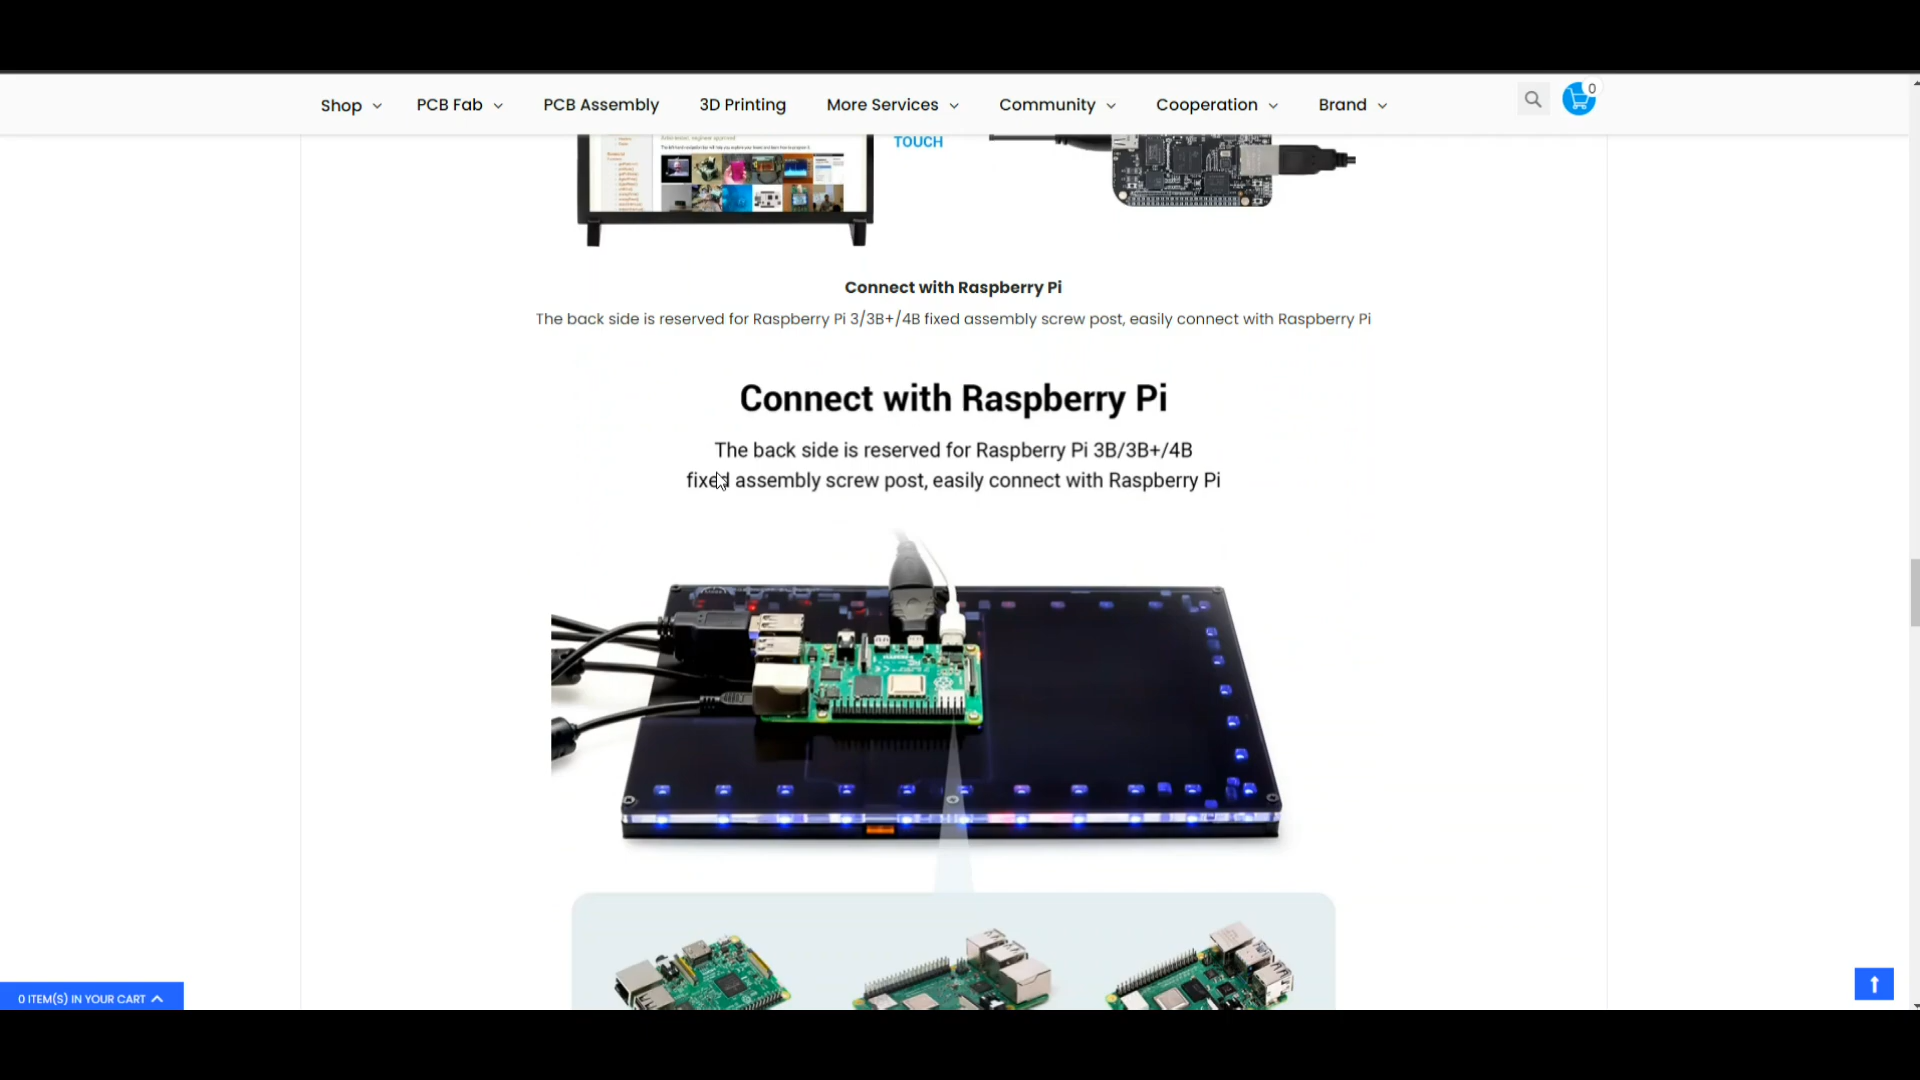 Shop PCB Fab PCB Assembly 3D Printing More Services Community Cooperation Brand 0
TOUCH
Connect with Raspberry Pi
The back side is reserved for Raspberry Pi 3/3B+/4B fixed assembly screw post, easily connect with Raspberry Pi
Connect with Raspberry Pi
The back side is reserved for Raspberry Pi 3B/3B+/4B
fixed assembly screw post, easily connect with Raspberry Pi
0 ITEM(S) IN YOUR CART